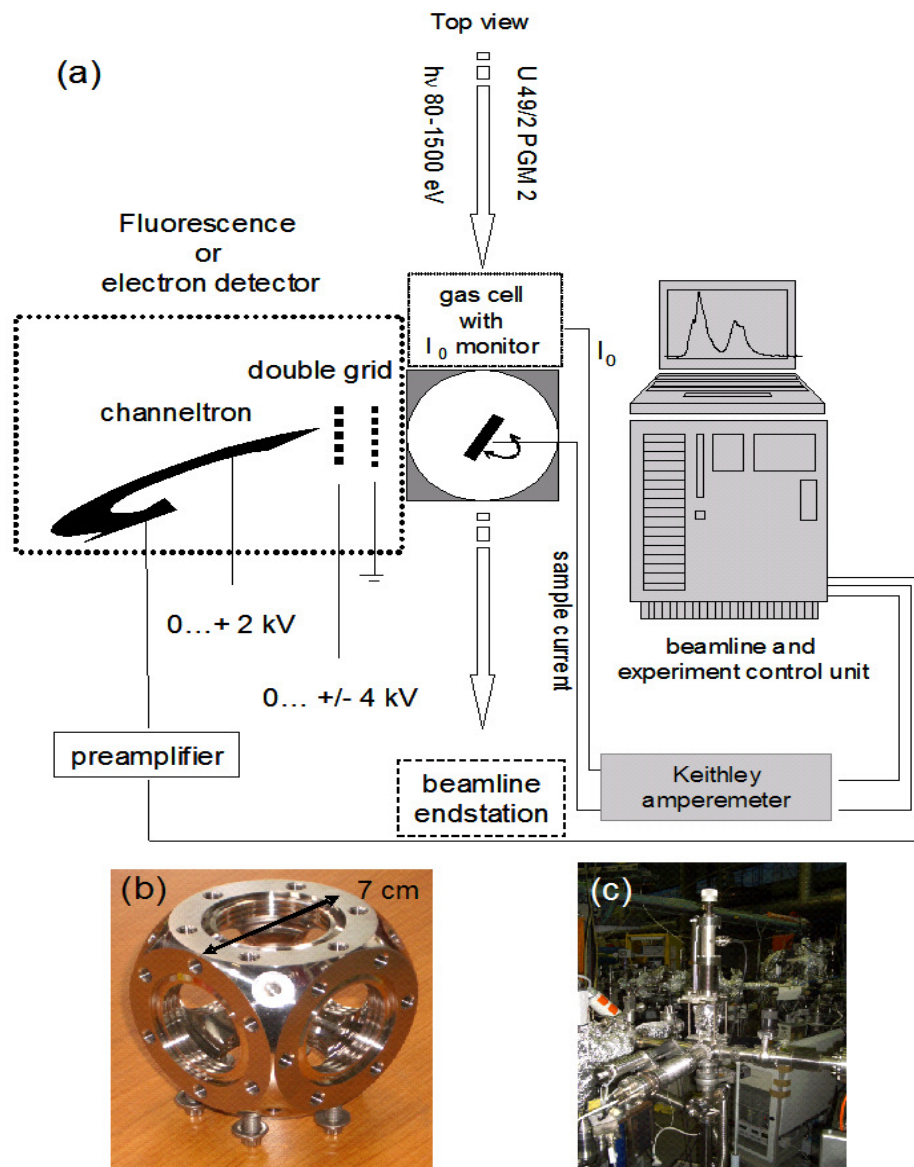 Top view
(a)
hν 80-1500 eV
U 49/2 PGM 2
Fluorescence
or
electron detector
gas cell
with
I0 monitor
I0
double grid
channeltron
sample current
0...+ 2 kV
0... +/- 4 kV
beamline and
experiment control unit
preamplifier
beamline
endstation
Keithley
amperemeter
(b)
7 cm
(c)